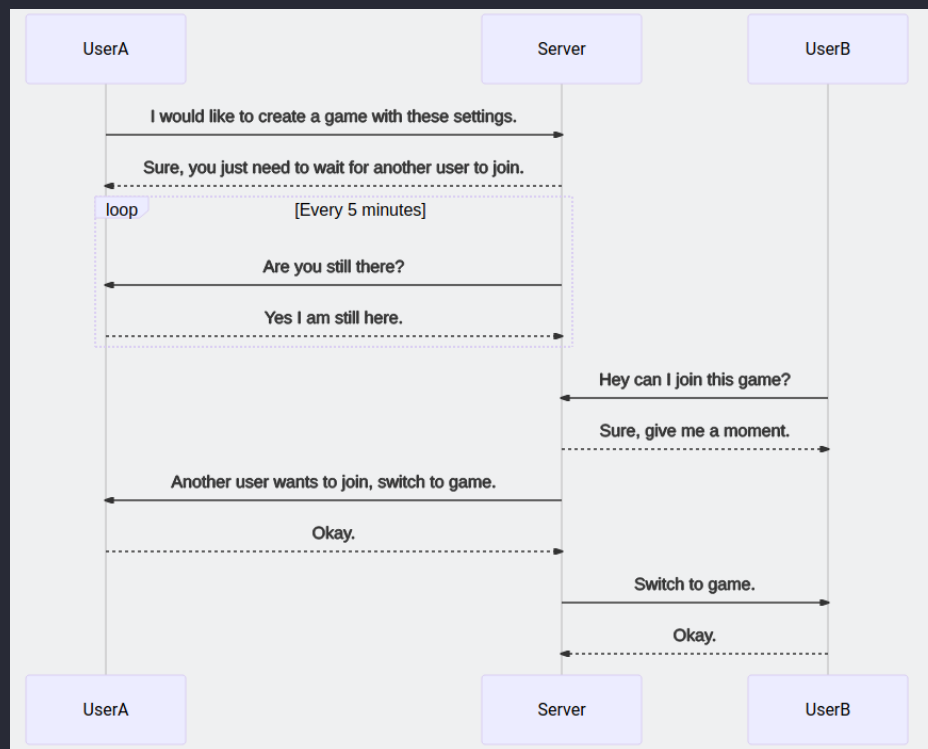 UserA
Server
UserB
I would like to create a game with these settings.
Sure, you just need to wait for another user to join.
loop
[Every 5 minutes]
Are you still there?
Yes I am still here.
Hey can I join this game?
Sure, give me a moment.
Another user wants to join, switch to game.
Okay.
Switch to game.
Okay.
UserA
Server
UserB